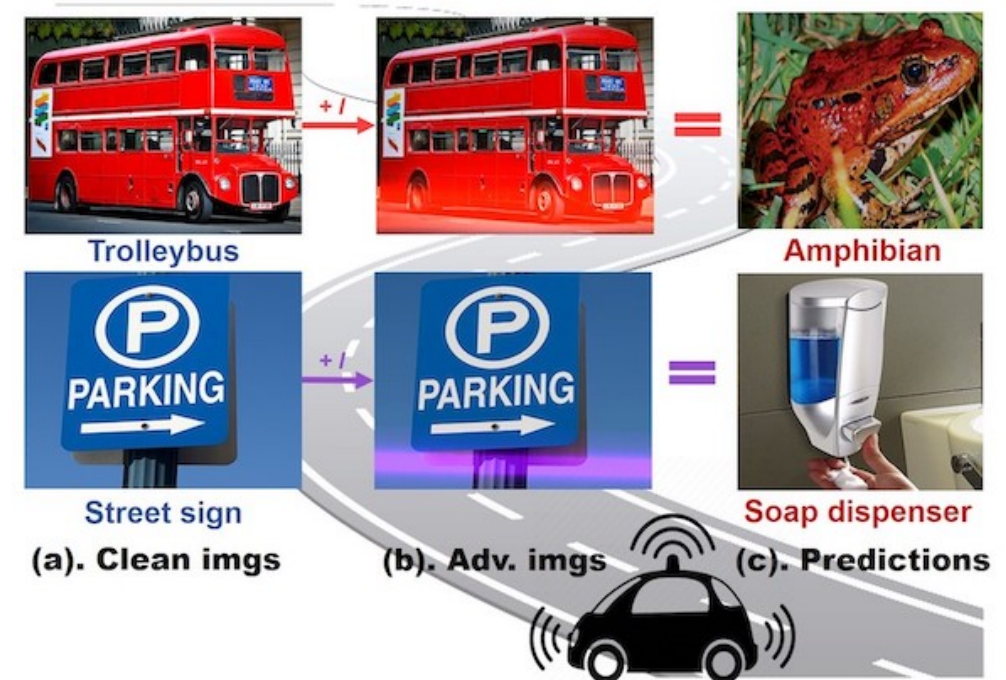 + l
Trolleybus
Amphibian
P
PARKING
+ l
P
PARKING
Street sign
Soap dispenser
(a). Clean imgs
(b). Adv. imgs
(c). Predictions